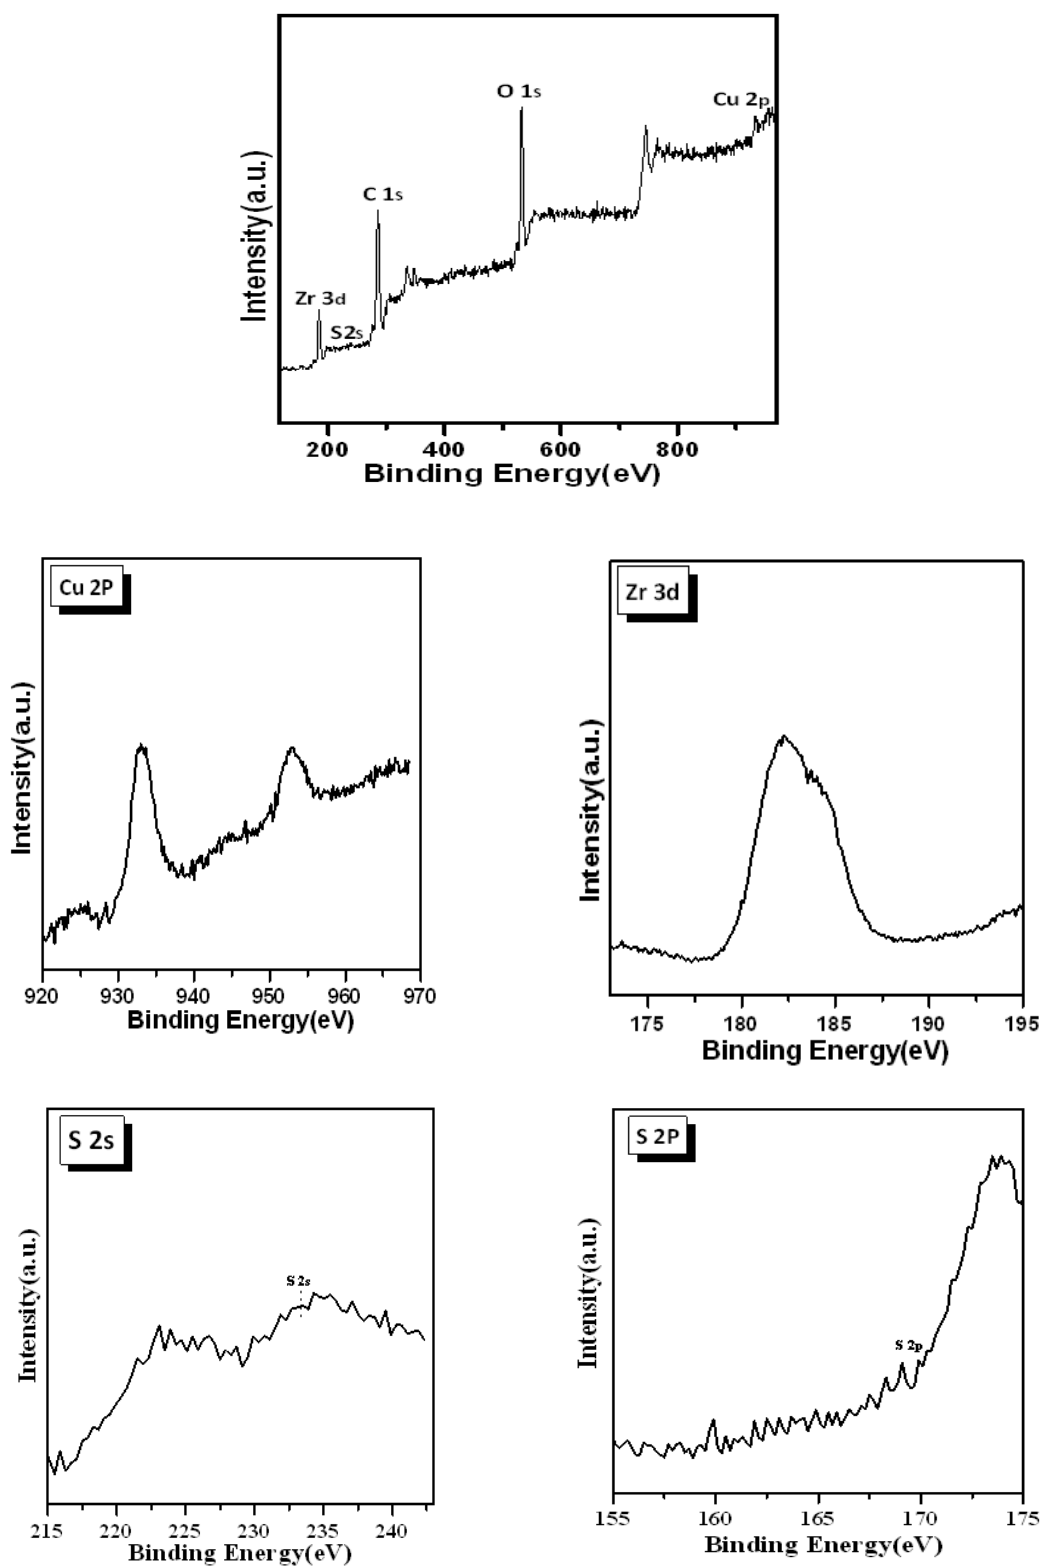 O 1s
Cu 2p
C 1s
Zr 3d
S2s
Intensity(a.u.)
200 400 600 800
Binding Energy(eV)
Cu 2P
Intensity(a.u.)
920 930 940 950 960 970
Binding Energy(eV)
Zr 3d
Intensity(a.u.)
175 180 185 190 195
Binding Energy(eV)
S 2s
S 2s
Intensity(a.u.)
215 220 225 230 235 240
Binding Energy(eV)
S 2P
S 2p
Intensity(a.u.)
155 160 165 170 175
Binding Energy(eV)